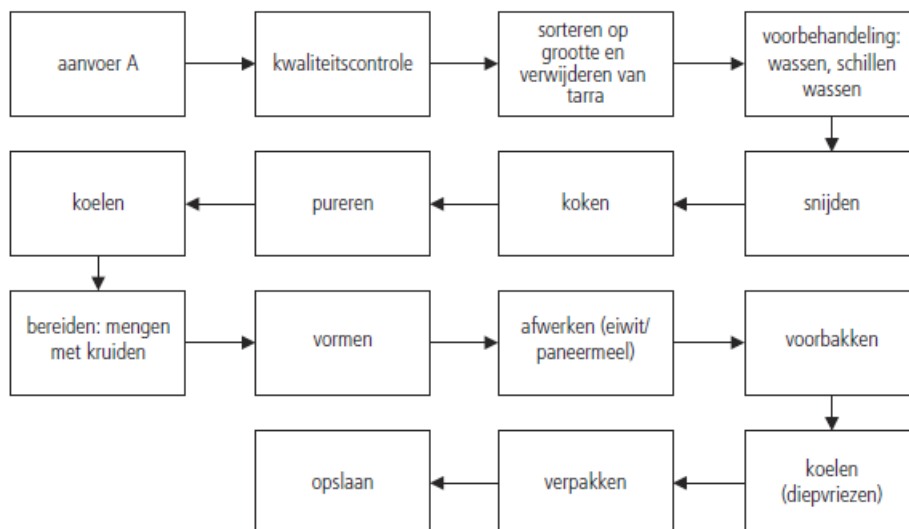 aanvoer A
kwaliteitscontrole
sorteren op
grootte en
verwijderen van
tarra
voorbehandeling:
wassen, schillen
wassen
snijden
koken
pureren
koelen
bereiden: mengen
met kruiden
vormen
afwerken (eiwit/
paneermeel)
voorbakken
koelen
(diepvriezen)
verpakken
opslaan